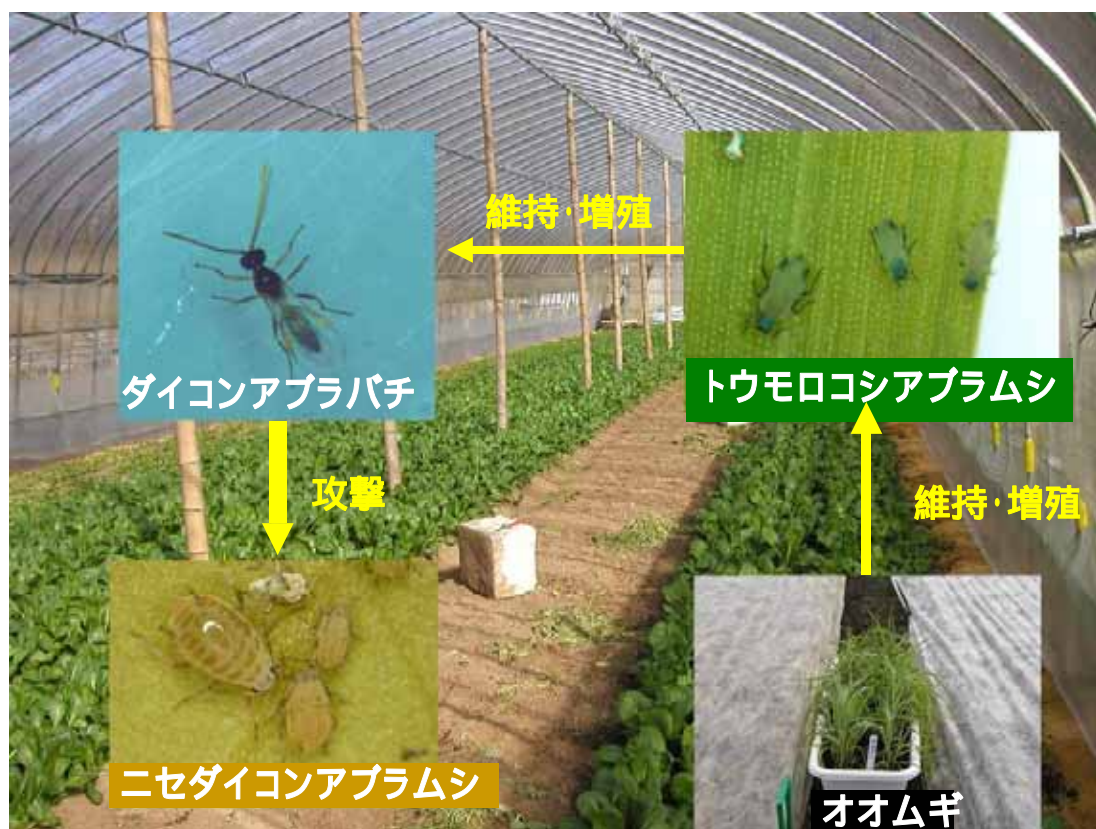 維持・増殖
ダイコンアブラバチ
トウモロコシアブラムシ
攻撃
維持・増殖
ニセダイコンアブラムシ
オオムギ